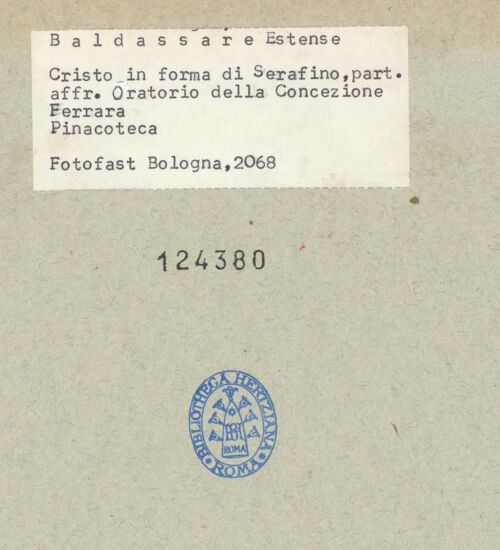 B a l d a s s a r e Estense
Cristo in forma di Serafino,part.
affr. Oratorio della Concezione
Ferrara
Pinacoteca
Fotofast Bologna,2068
124380
BIBLIOTHECA HERTZIANA
ROMA
ROMA